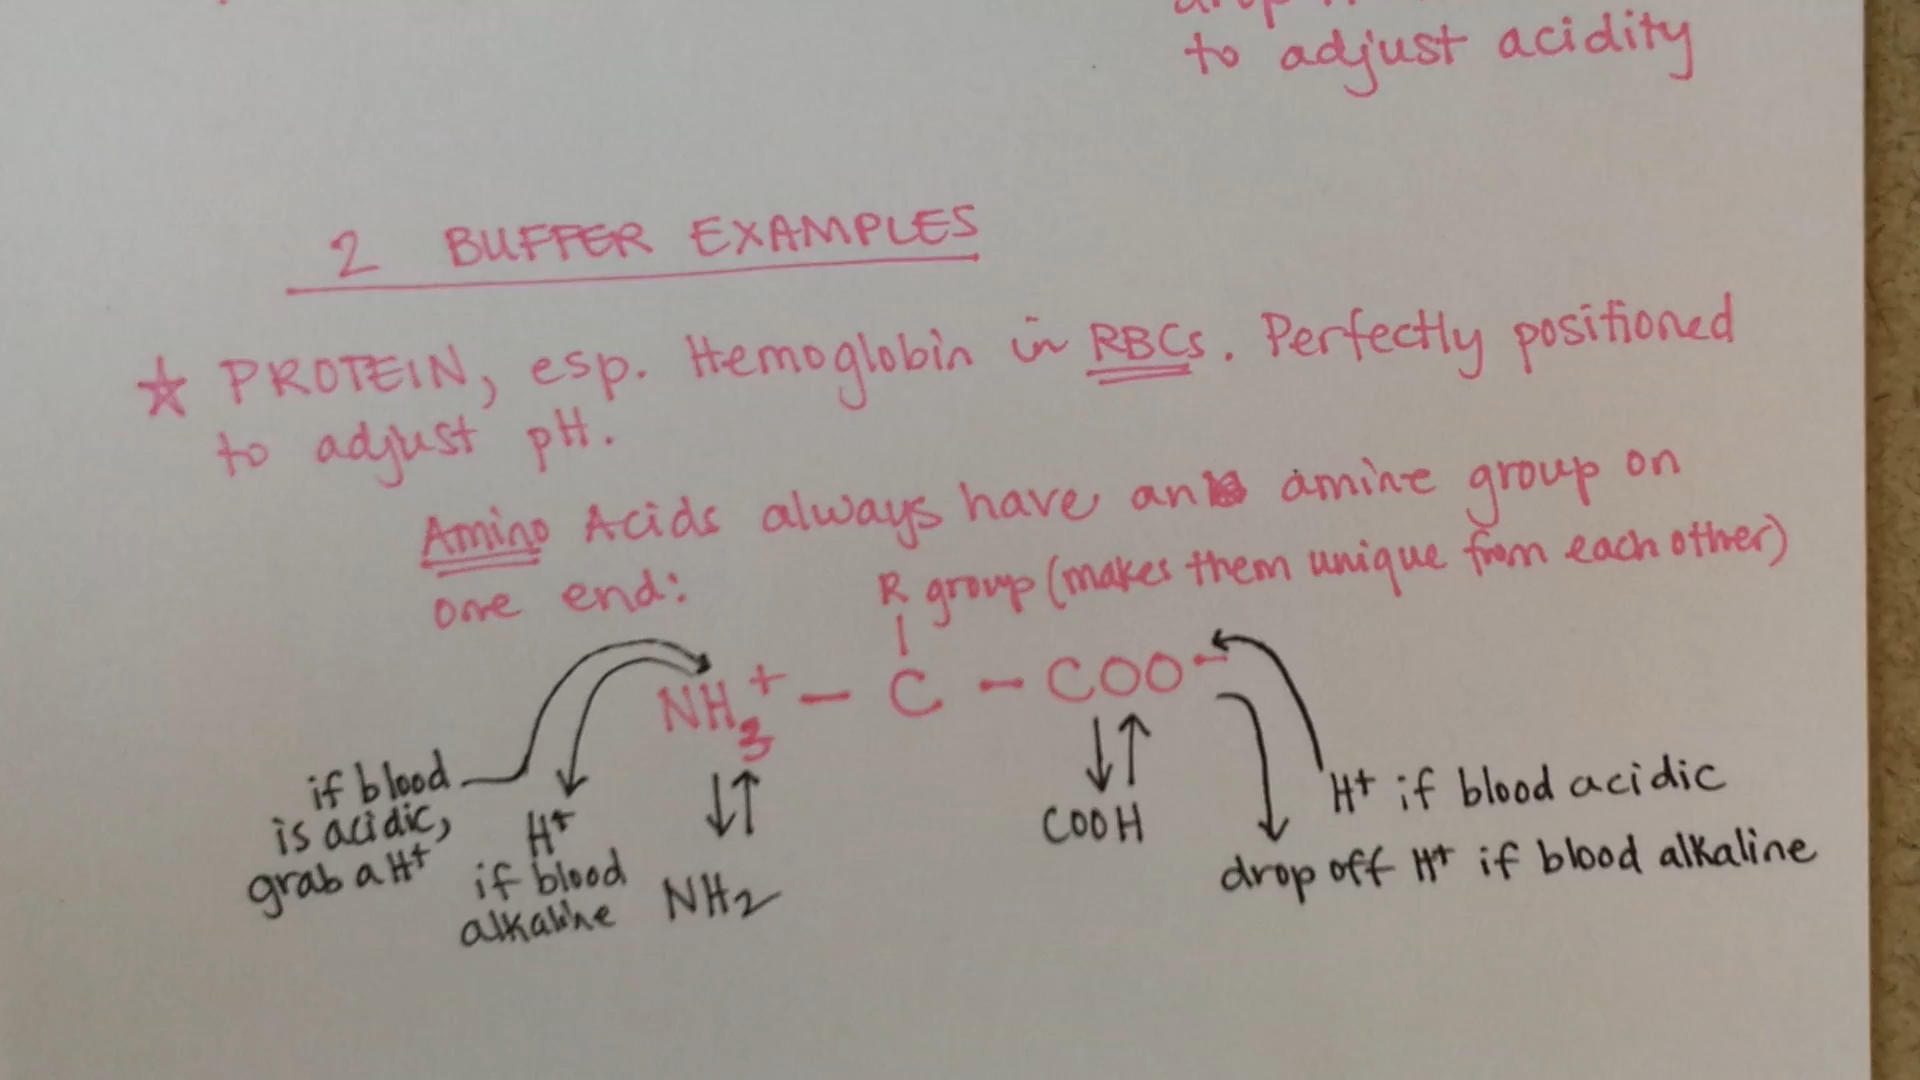 to adjust acidity
2 BUFFER EXAMPLES
☆ PROTEIN, esp. Hemoglobin in RBCs. Perfectly positioned
to adjust pH.
Amino Acids always have an amine group on
one end:
R group (makes them unique from each other)
NH3+ – C – COO-
if blood
is acidic,
grab a H+
H+
if blood
alkaline
NH2
COOH
H+ if blood acidic
drop off H+ if blood alkaline